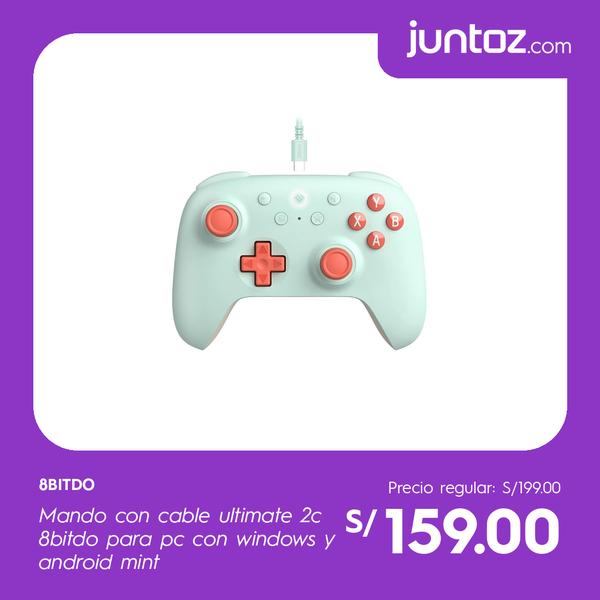 juntoz.com
Y
X B
A
8BITDO
Mando con cable ultimate 2c
8bitdo para pc con windows y
android mint
Precio regular: S/199.00
S/159.00